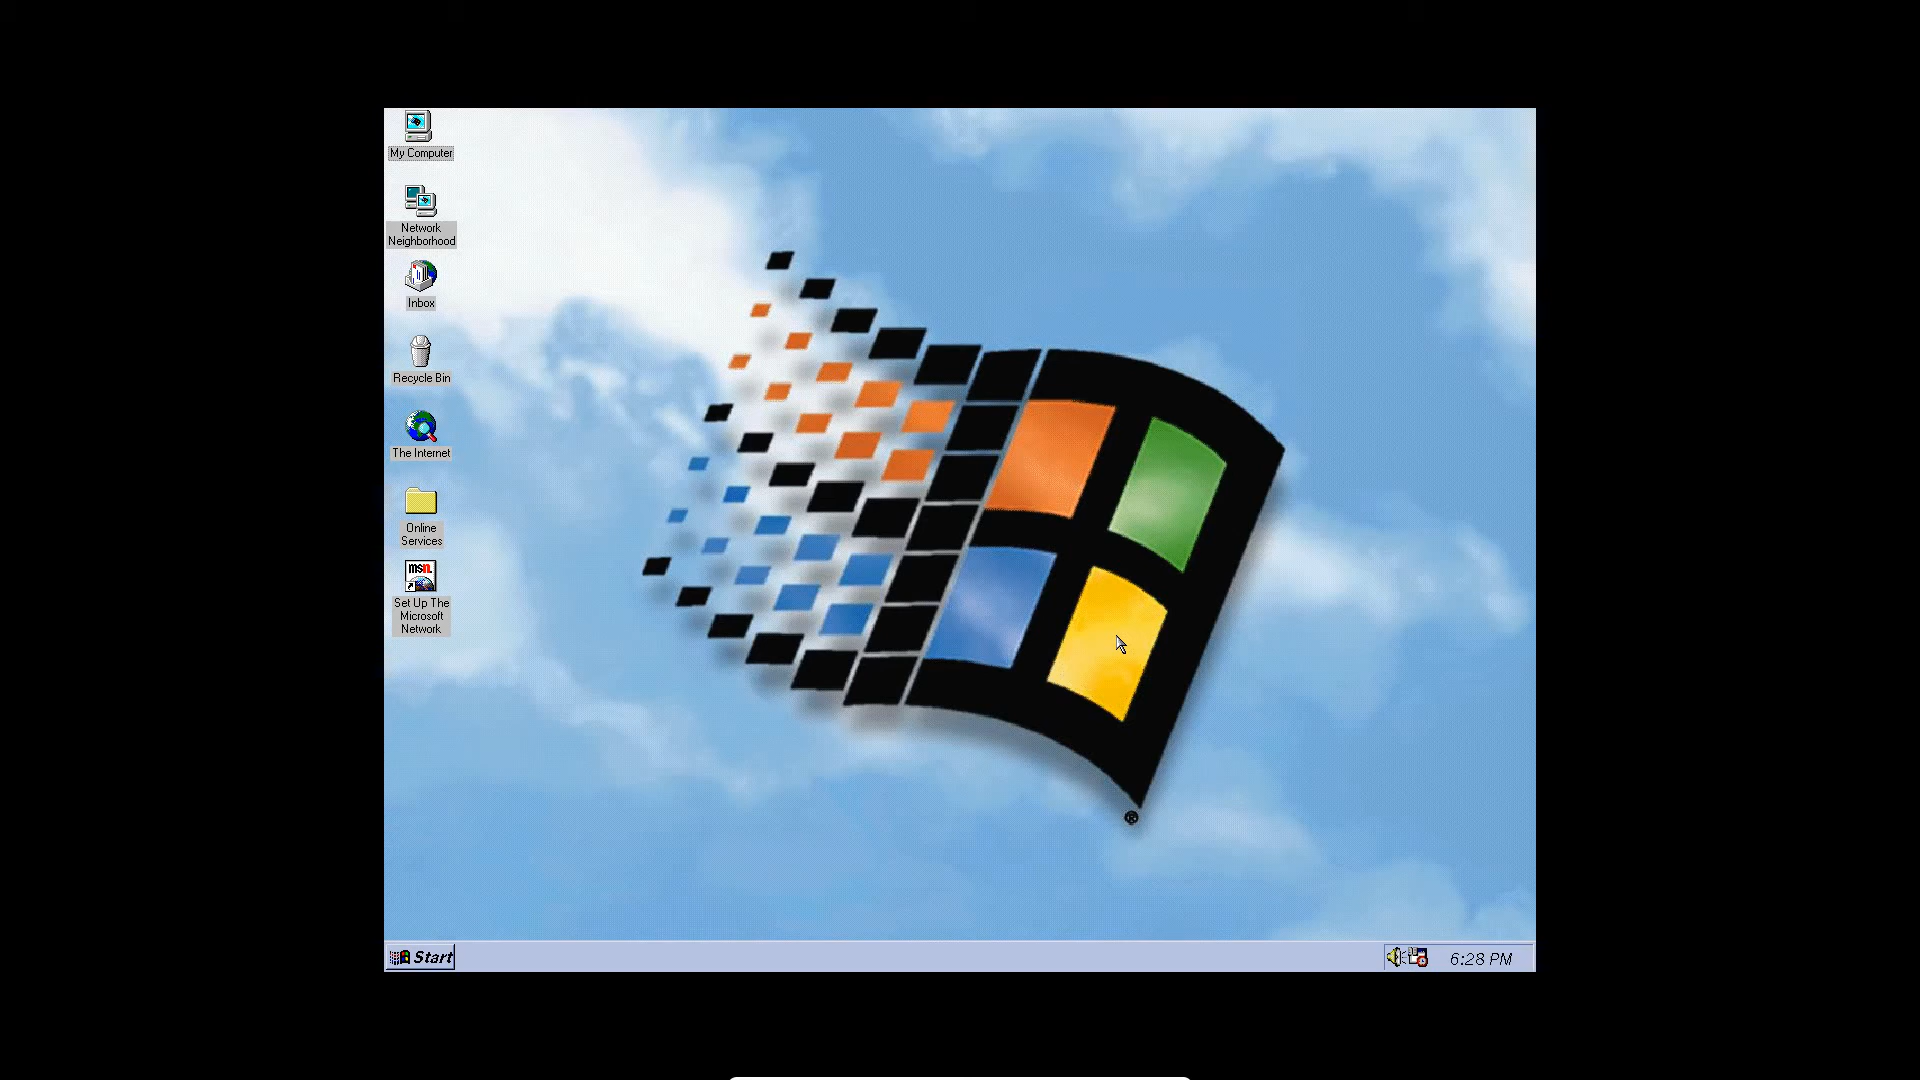 My Computer
Network
Neighborhood
Inbox
Recycle Bin
The Internet
Online
Services
msn.
Set Up The
Microsoft
Network
®
Start
6:28 PM